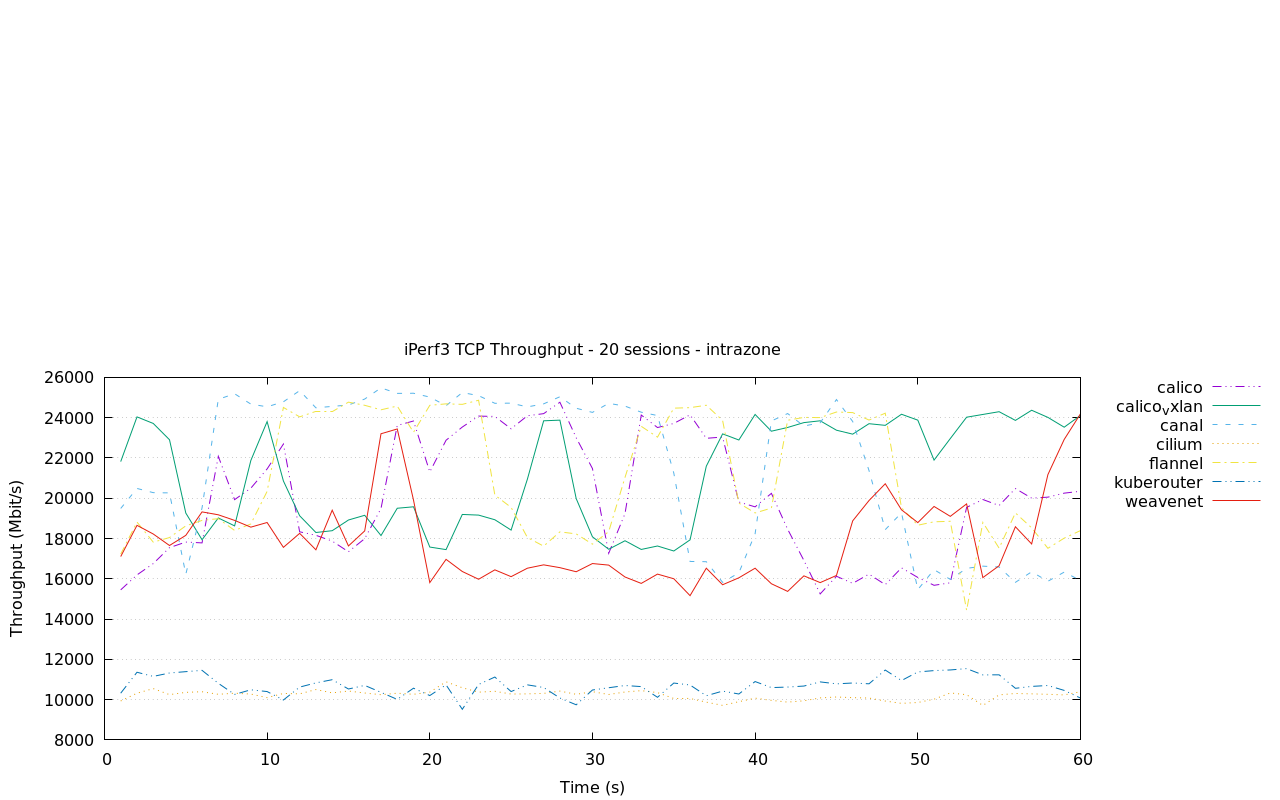 iPerf3 TCP Throughput - 20 sessions - intrazone
26000
24000
22000
20000
18000
16000
14000
12000
10000
8000
Throughput (Mbit/s)
0 10 20 30 40 50 60
Time (s)
calico
calicovxlan
canal
cilium
flannel
kuberouter
weavenet